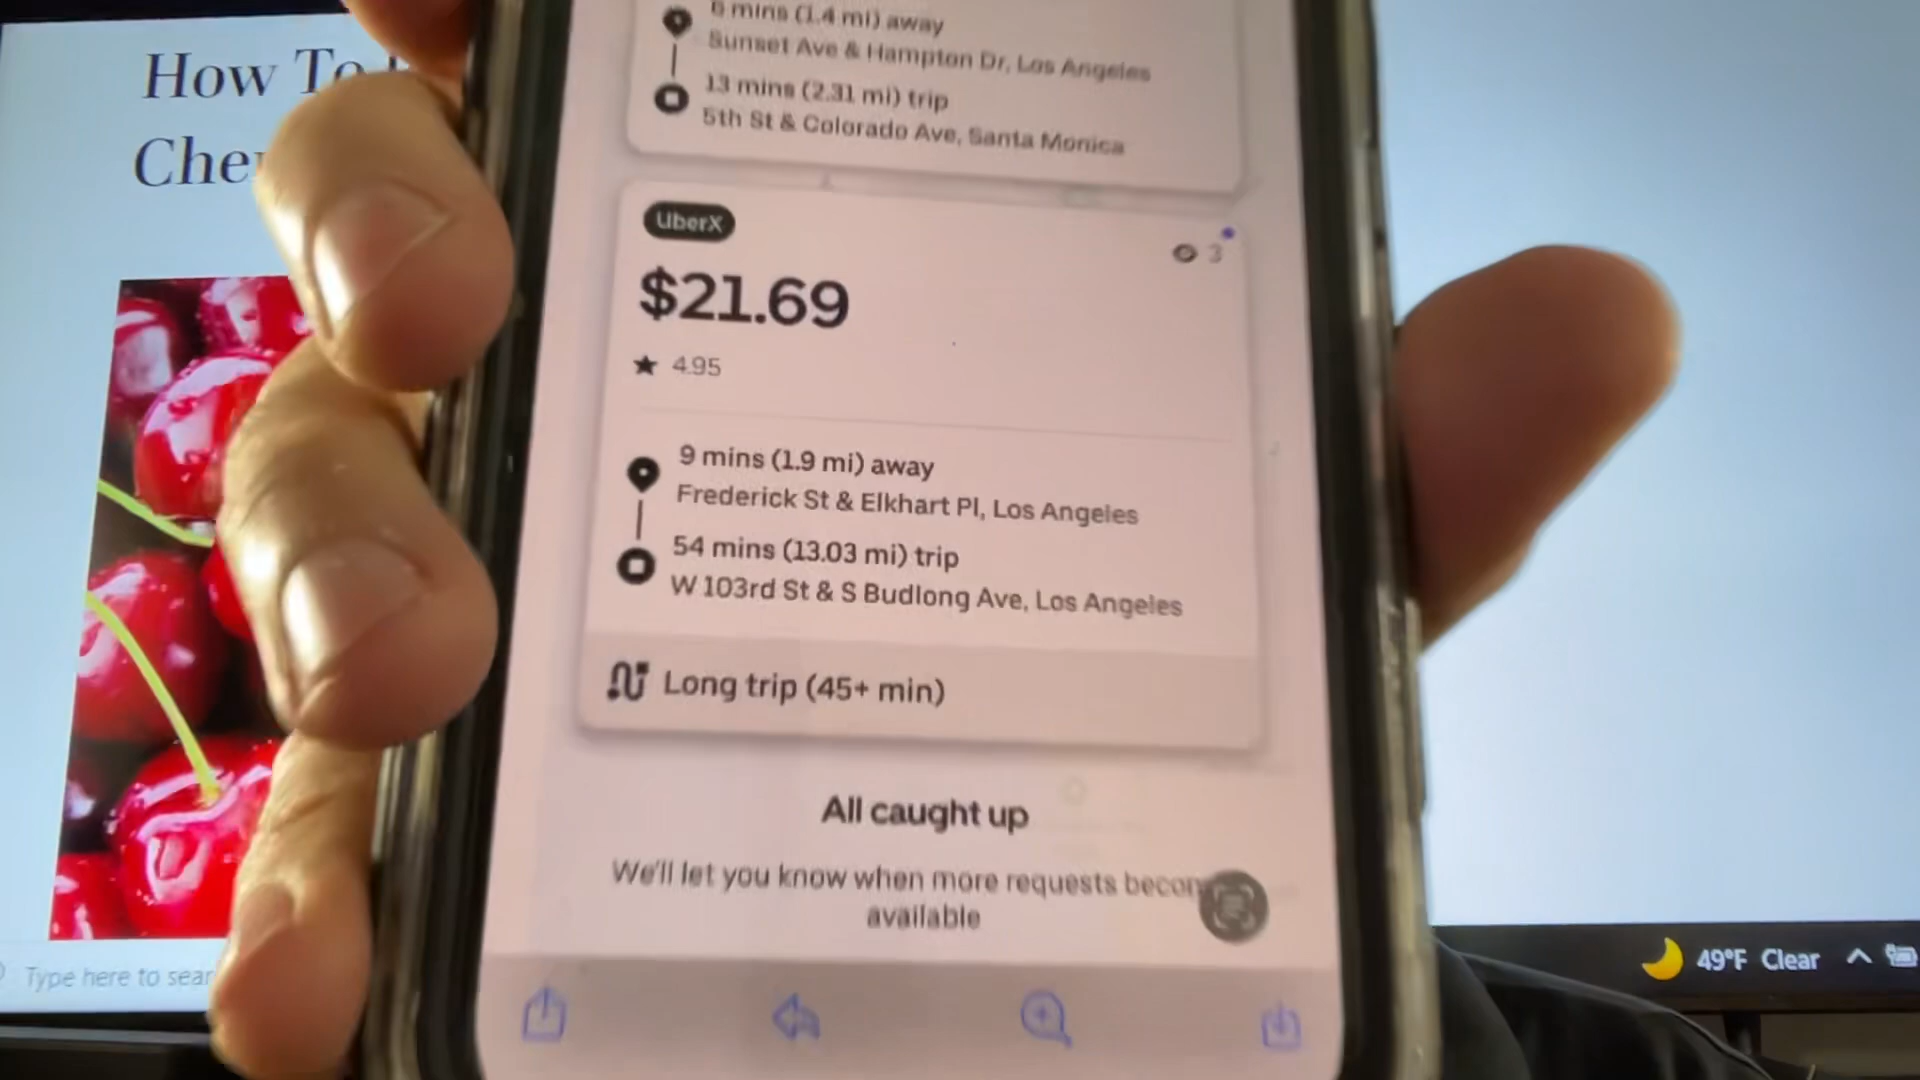 How To
Che
6 mins (1.4 mi) away
Sunset Ave & Hampton Dr, Los Angeles
13 mins (2.31 mi) trip
5th St & Colorado Ave, Santa Monica
UberX
3
$21.69
★ 4.95
9 mins (1.9 mi) away
Frederick St & Elkhart Pl, Los Angeles
54 mins (13.03 mi) trip
W 103rd St & S Budlong Ave, Los Angeles
Long trip (45+ min)
All caught up
We'll let you know when more requests becom
available
Type here to sear
49°F Clear